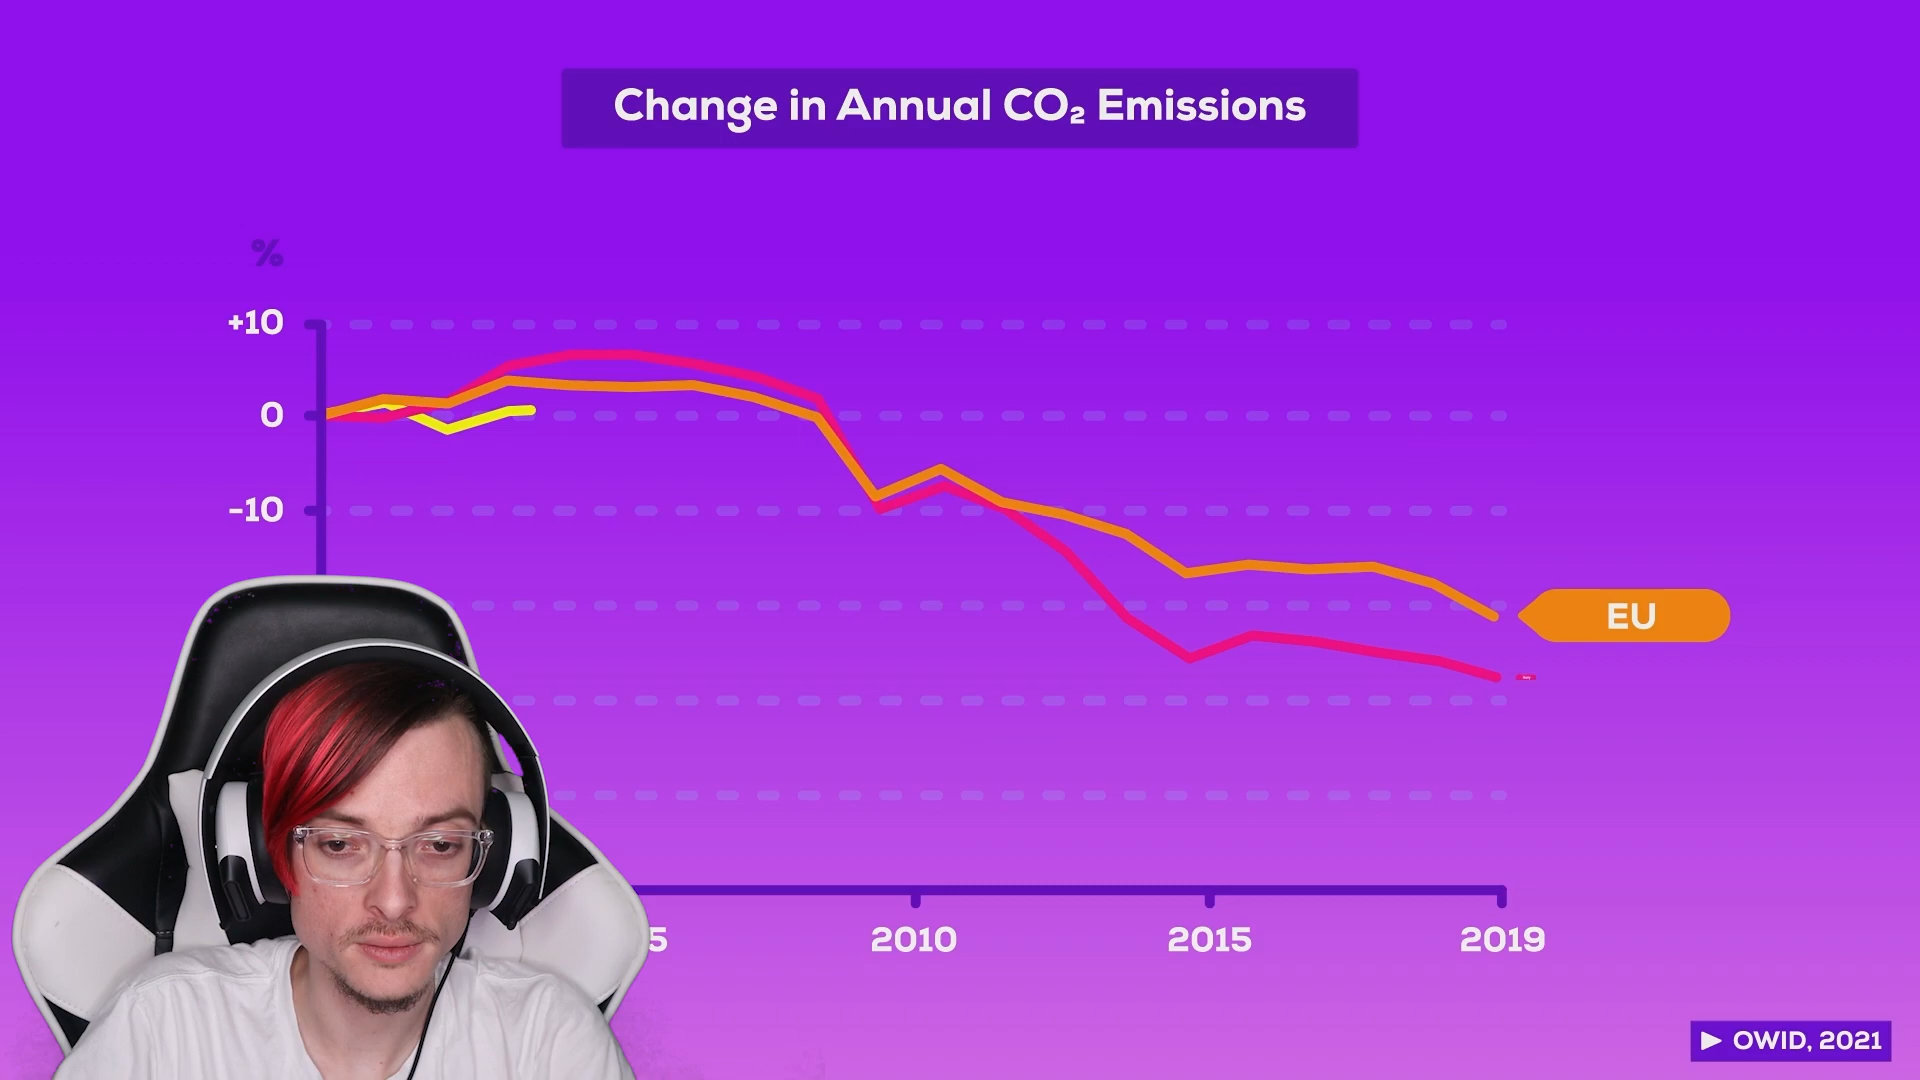 Change in Annual CO₂ Emissions
%
+10
0
-10
EU
5
2010
2015
2019
▶ OWID, 2021